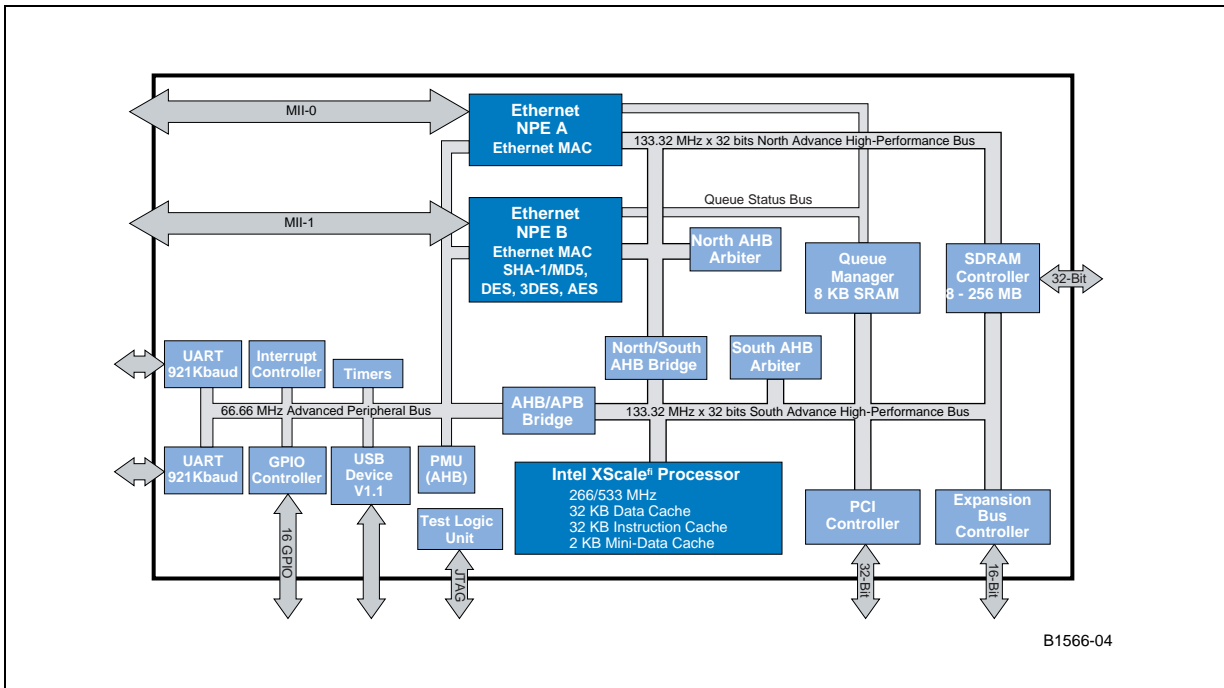 MII-0
Ethernet
NPE A
Ethernet MAC
133.32 MHz x 32 bits North Advance High-Performance Bus
MII-1
Ethernet
NPE B
Ethernet MAC
SHA-1/MD5,
DES, 3DES, AES
Queue Status Bus
North AHB
Arbiter
Queue
Manager
8 KB SRAM
SDRAM
Controller
8 - 256 MB
32-Bit
UART
921Kbaud
Interrupt
Controller
Timers
North/South
AHB Bridge
South AHB
Arbiter
66.66 MHz Advanced Peripheral Bus
AHB/APB
Bridge
133.32 MHz x 32 bits South Advance High-Performance Bus
UART
921Kbaud
GPIO
Controller
USB
Device
V1.1
PMU
(AHB)
Test Logic
Unit
Intel XScaleﬁ Processor
266/533 MHz
32 KB Data Cache
32 KB Instruction Cache
2 KB Mini-Data Cache
PCI
Controller
Expansion
Bus
Controller
16 GPIO
JTAG
32-Bit
16-Bit
B1566-04